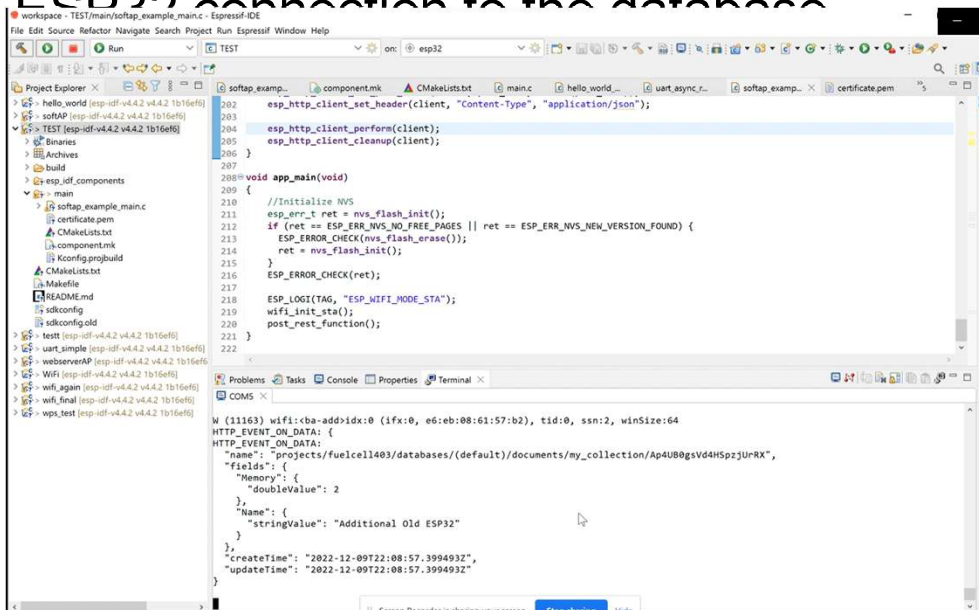 ESP32 connection to the database
workspace - TEST/main/softap_example_main.c - Espressif-IDE
File Edit Source Refactor Navigate Search Project Run Espressif Window Help
Run
TEST
on:
esp32
Project Explorer
softap_examp...
component.mk
CMakeLists.txt
main.c
hello_world_...
uart_async_r...
softap_examp...
certificate.pem
> hello_world [esp-idf-v4.4.2 v4.4.2 1b16ef6]
> softAP [esp-idf-v4.4.2 v4.4.2 1b16ef6]
> TEST [esp-idf-v4.4.2 v4.4.2 1b16ef6]
Binaries
Archives
build
esp_idf_components
> main
> softap_example_main.c
certificate.pem
CMakeLists.txt
component.mk
Kconfig.projbuild
CMakeLists.txt
Makefile
README.md
sdkconfig
sdkconfig.old
> testt [esp-idf-v4.4.2 v4.4.2 1b16ef6]
> uart_simple [esp-idf-v4.4.2 v4.4.2 1b16ef6]
> webserverAP [esp-idf-v4.4.2 v4.4.2 1b16ef6
> WiFi [esp-idf-v4.4.2 v4.4.2 1b16ef6]
> wifi_again [esp-idf-v4.4.2 v4.4.2 1b16ef6]
> wifi_final [esp-idf-v4.4.2 v4.4.2 1b16ef6]
> wps_test [esp-idf-v4.4.2 v4.4.2 1b16ef6]
202 esp_http_client_set_header(client, "Content-Type", "application/json");
203
204 esp_http_client_perform(client);
205 esp_http_client_cleanup(client);
206 }
207
208 void app_main(void)
209 {
210 //Initialize NVS
211 esp_err_t ret = nvs_flash_init();
212 if (ret == ESP_ERR_NVS_NO_FREE_PAGES || ret == ESP_ERR_NVS_NEW_VERSION_FOUND) {
213 ESP_ERROR_CHECK(nvs_flash_erase());
214 ret = nvs_flash_init();
215 }
216 ESP_ERROR_CHECK(ret);
217
218 ESP_LOGI(TAG, "ESP_WIFI_MODE_STA");
219 wifi_init_sta();
220 post_rest_function();
221 }
222
Problems Tasks Console Properties Terminal
COM5
W (11163) wifi:<ba-add>idx:0 (ifx:0, e6:eb:08:61:57:b2), tid:0, ssn:2, winSize:64
HTTP_EVENT_ON_DATA: {
HTTP_EVENT_ON_DATA:
"name": "projects/fuelcell403/databases/(default)/documents/my_collection/Ap4UB0gsVd4HSpzjUrRX",
"fields": {
"Memory": {
"doubleValue": 2
},
"Name": {
"stringValue": "Additional Old ESP32"
}
},
"createTime": "2022-12-09T22:08:57.399493Z",
"updateTime": "2022-12-09T22:08:57.399493Z"
}
Screen Recorder is sharing your screen. Stop sharing Hide